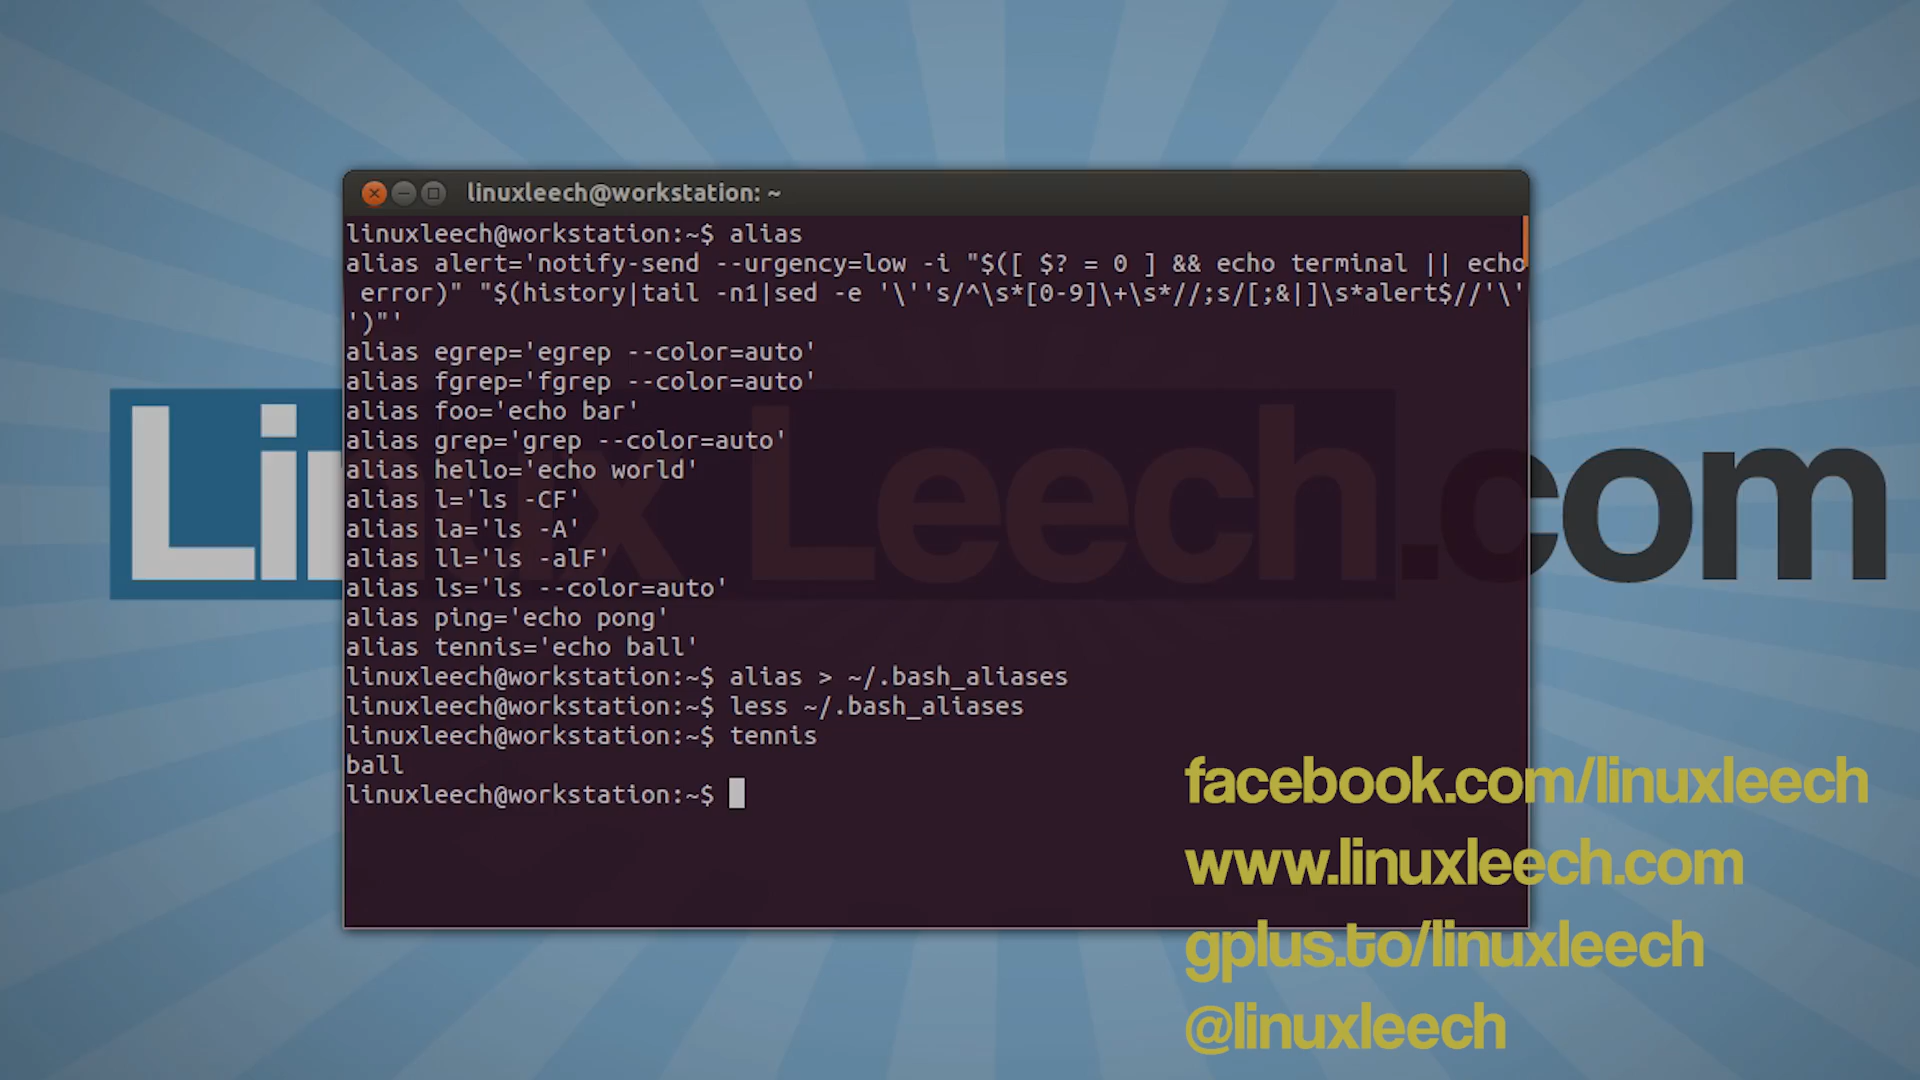 linuxleech@workstation: ~
linuxleech@workstation:~$ alias
alias alert='notify-send --urgency=low -i "$([ $? = 0 ] && echo terminal || echo
 error)" "$(history|tail -n1|sed -e '\''s/^\s*[0-9]\+\s*//;s/[;&|]\s*alert$//'\'
')"'
alias egrep='egrep --color=auto'
alias fgrep='fgrep --color=auto'
alias foo='echo bar'
alias grep='grep --color=auto'
alias hello='echo world'
alias l='ls -CF'
alias la='ls -A'
alias ll='ls -alF'
alias ls='ls --color=auto'
alias ping='echo pong'
alias tennis='echo ball'
linuxleech@workstation:~$ alias > ~/.bash_aliases
linuxleech@workstation:~$ less ~/.bash_aliases
linuxleech@workstation:~$ tennis
ball
linuxleech@workstation:~$
Linux Leech.com
facebook.com/linuxleech
www.linuxleech.com
gplus.to/linuxleech
@linuxleech